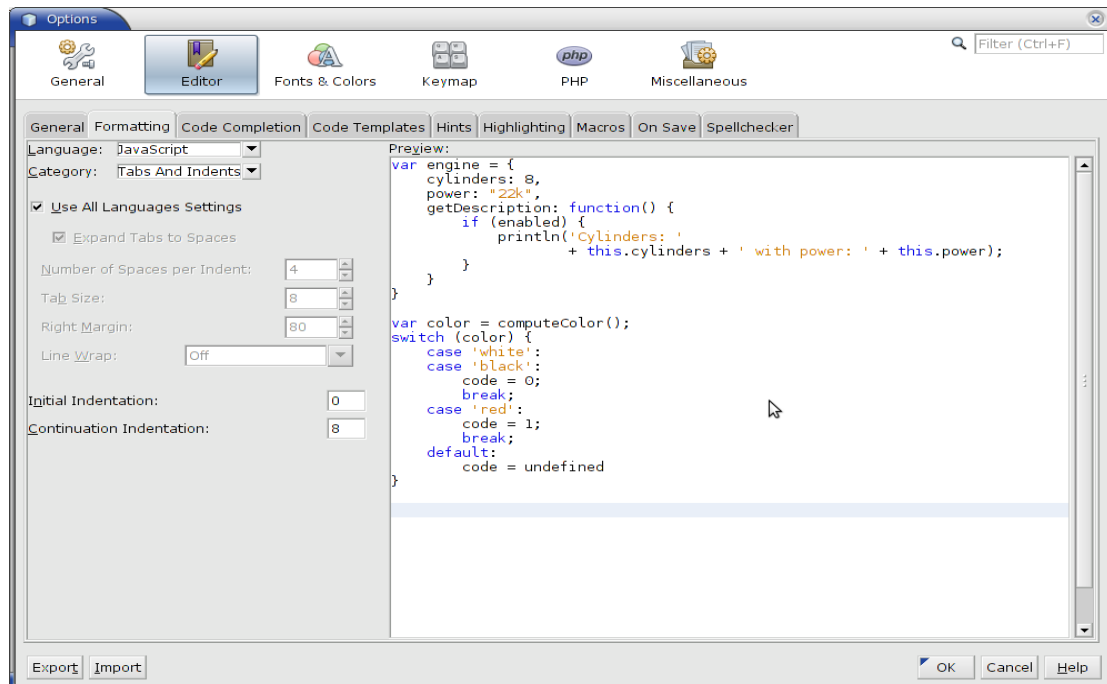 Options
Filter (Ctrl+F)
General Editor Fonts & Colors Keymap php PHP Miscellaneous
General Formatting Code Completion Code Templates Hints Highlighting Macros On Save Spellchecker
Language: JavaScript
Category: Tabs And Indents
Use All Languages Settings
Expand Tabs to Spaces
Number of Spaces per Indent: 4
Tab Size: 8
Right Margin: 80
Line Wrap: Off
Initial Indentation: 0
Continuation Indentation: 8
Preview:
var engine = {
    cylinders: 8,
    power: "22k",
    getDescription: function() {
        if (enabled) {
            println('Cylinders: '
                    + this.cylinders + ' with power: ' + this.power);
        }
    }
}
var color = computeColor();
switch (color) {
    case 'white':
    case 'black':
        code = 0;
        break;
    case 'red':
        code = 1;
        break;
    default:
        code = undefined
}
Export Import OK Cancel Help